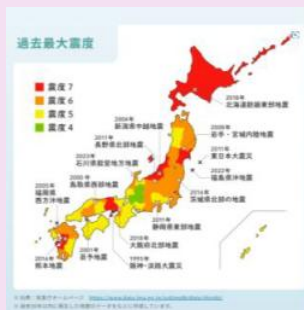 過去最大震度
震度 7
震度 6
震度 5
震度 4
2018年
北海道胆振東部地震
2004年
新潟県中越地震
2008年
岩手・宮城内陸地震
2011年
長野県北部地震
2011年
東日本大震災
2023年
石川県能登地方地震
2022年
福島県沖地震
2000年
鳥取県西部地震
2016年
茨城県北部の地震
2005年
福岡県
西方沖地震
2011年
静岡県東部地震
2018年
大阪府北部地震
2001年
芸予地震
1995年
阪神・淡路大震災
2016年
熊本地震